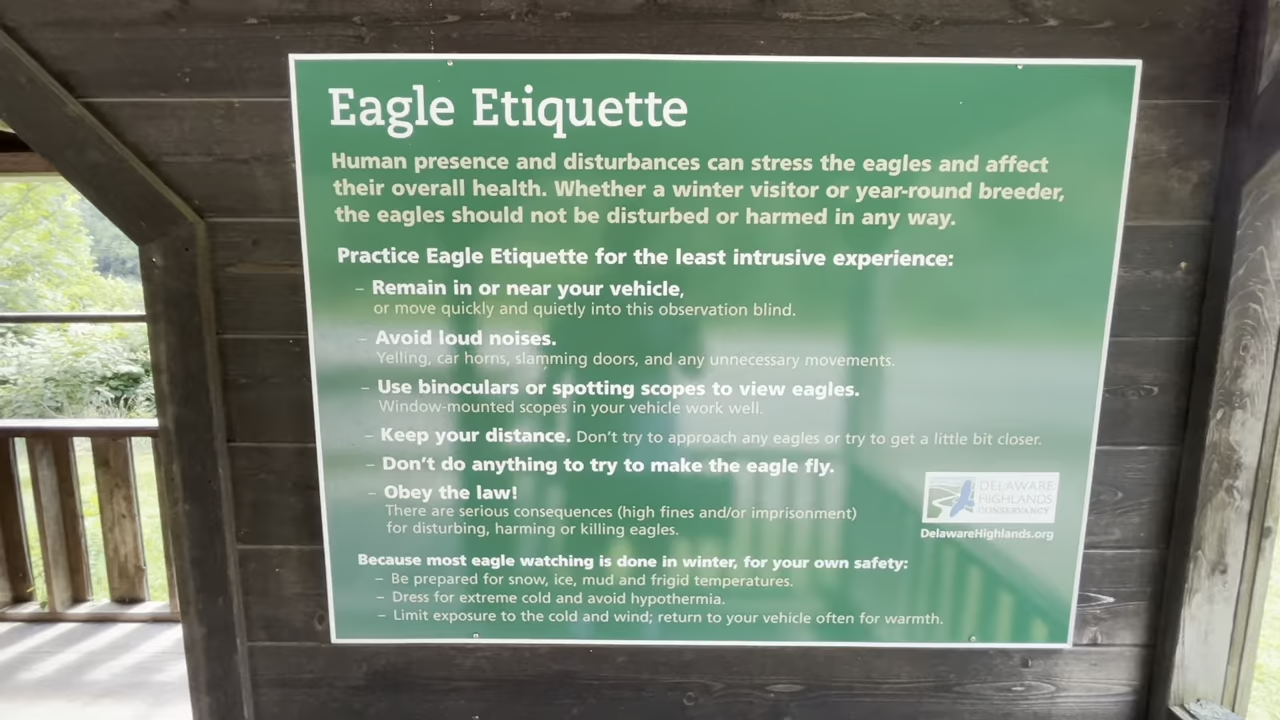 Eagle Etiquette
Human presence and disturbances can stress the eagles and affect
their overall health. Whether a winter visitor or year-round breeder,
the eagles should not be disturbed or harmed in any way.
Practice Eagle Etiquette for the least intrusive experience:
– Remain in or near your vehicle,
or move quickly and quietly into this observation blind.
– Avoid loud noises.
Yelling, car horns, slamming doors, and any unnecessary movements.
– Use binoculars or spotting scopes to view eagles.
Window-mounted scopes in your vehicle work well.
– Keep your distance. Don't try to approach any eagles or try to get a little bit closer.
– Don't do anything to try to make the eagle fly.
– Obey the law!
There are serious consequences (high fines and/or imprisonment)
for disturbing, harming or killing eagles.
DELAWARE
HIGHLANDS
CONSERVANCY
DelawareHighlands.org
Because most eagle watching is done in winter, for your own safety:
– Be prepared for snow, ice, mud and frigid temperatures.
– Dress for extreme cold and avoid hypothermia.
– Limit exposure to the cold and wind; return to your vehicle often for warmth.